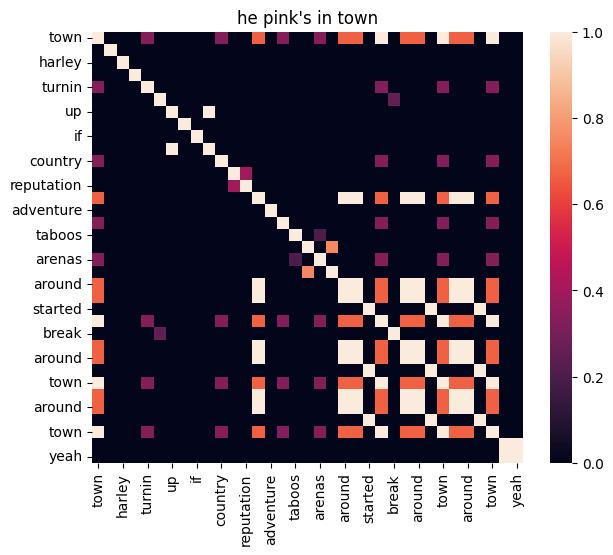 he pink's in town
town
harley
turnin
up
if
country
reputation
adventure
taboos
arenas
around
started
break
around
town
around
town
yeah
town
harley
turnin
up
if
country
reputation
adventure
taboos
arenas
around
started
break
around
town
around
town
yeah
1.0
0.8
0.6
0.4
0.2
0.0